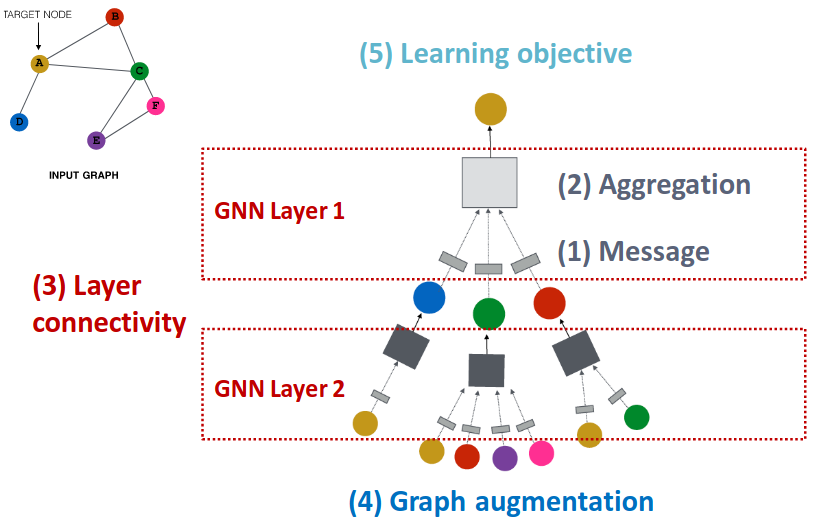 TARGET NODE
B
A
C
F
D
E
INPUT GRAPH
(5) Learning objective
GNN Layer 1
(2) Aggregation
(1) Message
(3) Layer
connectivity
GNN Layer 2
(4) Graph augmentation